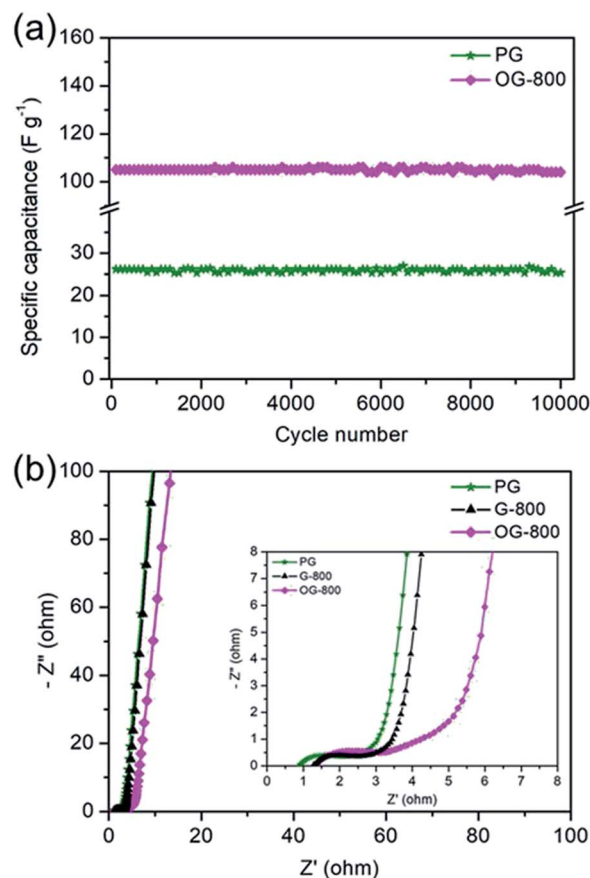 (a)
160
140
120
100
30
20
10
0
Specific capacitance (F g⁻¹)
PG
OG-800
0 2000 4000 6000 8000 10000
Cycle number
(b)
100
80
60
40
20
0
- Z" (ohm)
PG
G-800
OG-800
8
7
6
5
4
3
2
1
0
- Z" (ohm)
PG
G-800
OG-800
0 1 2 3 4 5 6 7 8
Z' (ohm)
0 20 40 60 80 100
Z' (ohm)